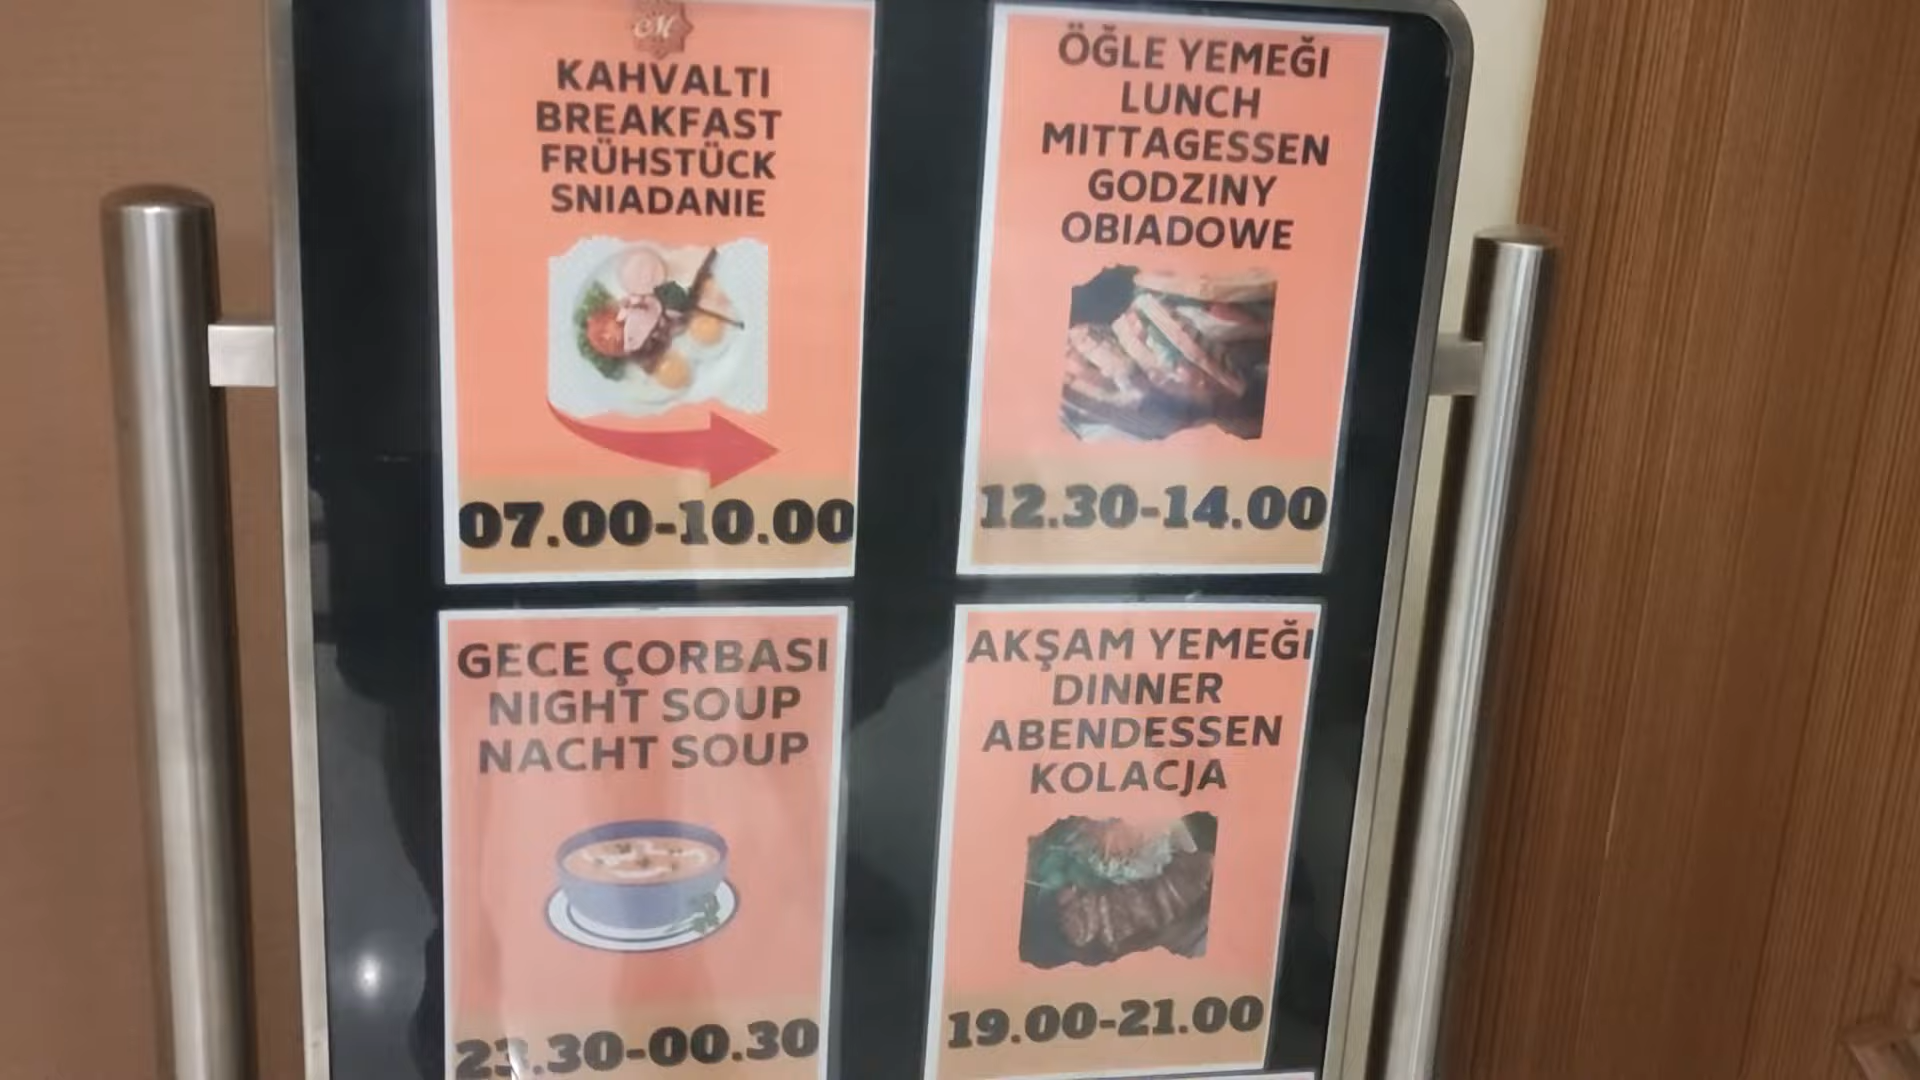 M
KAHVALTI
BREAKFAST
FRÜHSTÜCK
SNIADANIE
07.00-10.00
ÖĞLE YEMEĞİ
LUNCH
MITTAGESSEN
GODZINY
OBIADOWE
12.30-14.00
GECE ÇORBASI
NIGHT SOUP
NACHT SOUP
23.30-00.30
AKŞAM YEMEĞİ
DINNER
ABENDESSEN
KOLACJA
19.00-21.00